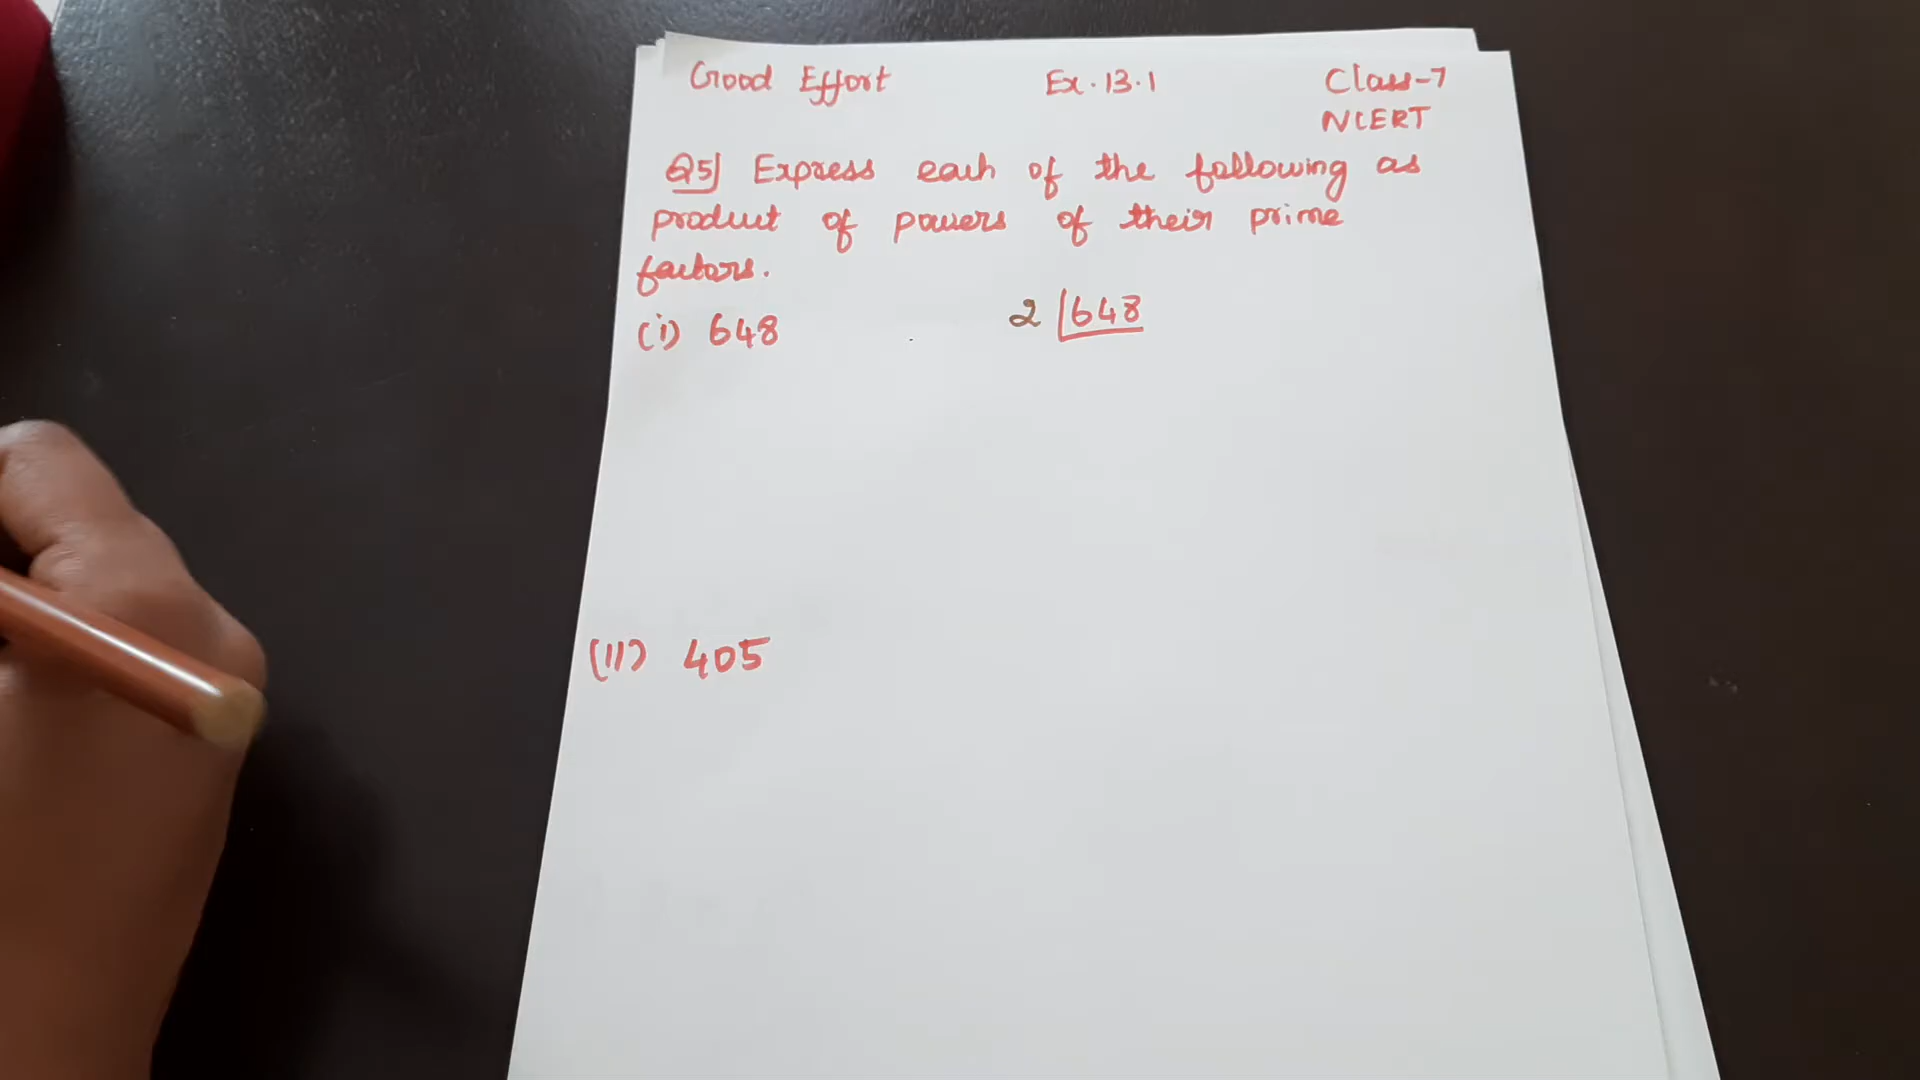 Good Effort Ex. 13.1 Class-7
NCERT
Q5] Express each of the following as
product of powers of their prime
factors.
(i) 648 2 |648
(11) 405